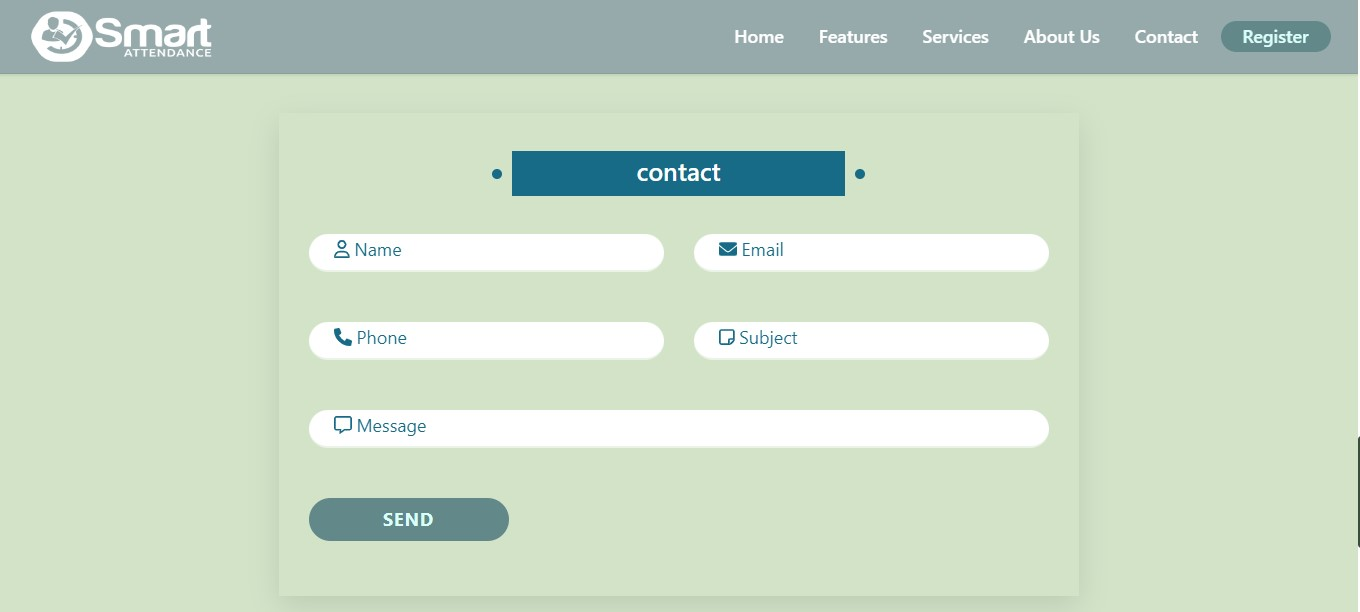 Smart
ATTENDANCE
Home Features Services About Us Contact Register
contact
Name Email
Phone Subject
Message
SEND